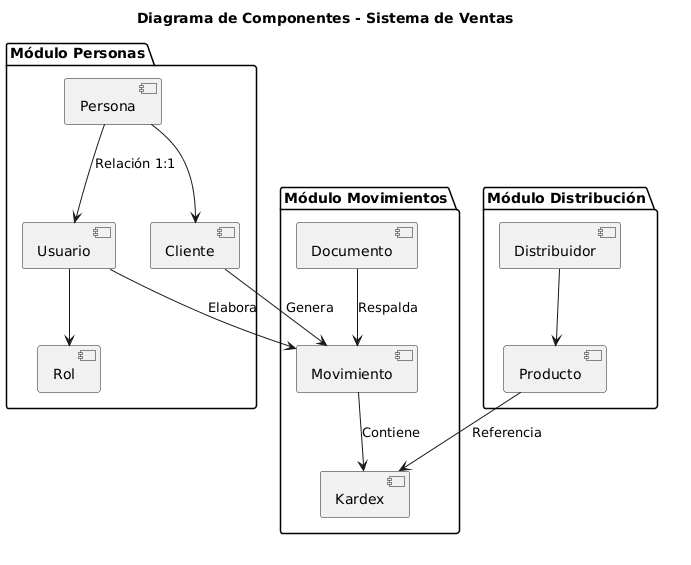 Diagrama de Componentes - Sistema de Ventas
Módulo Personas
Persona
Relación 1:1
Módulo Movimientos
Módulo Distribución
Usuario
Cliente
Documento
Distribuidor
Elabora
Genera
Respalda
Rol
Movimiento
Producto
Contiene
Referencia
Kardex